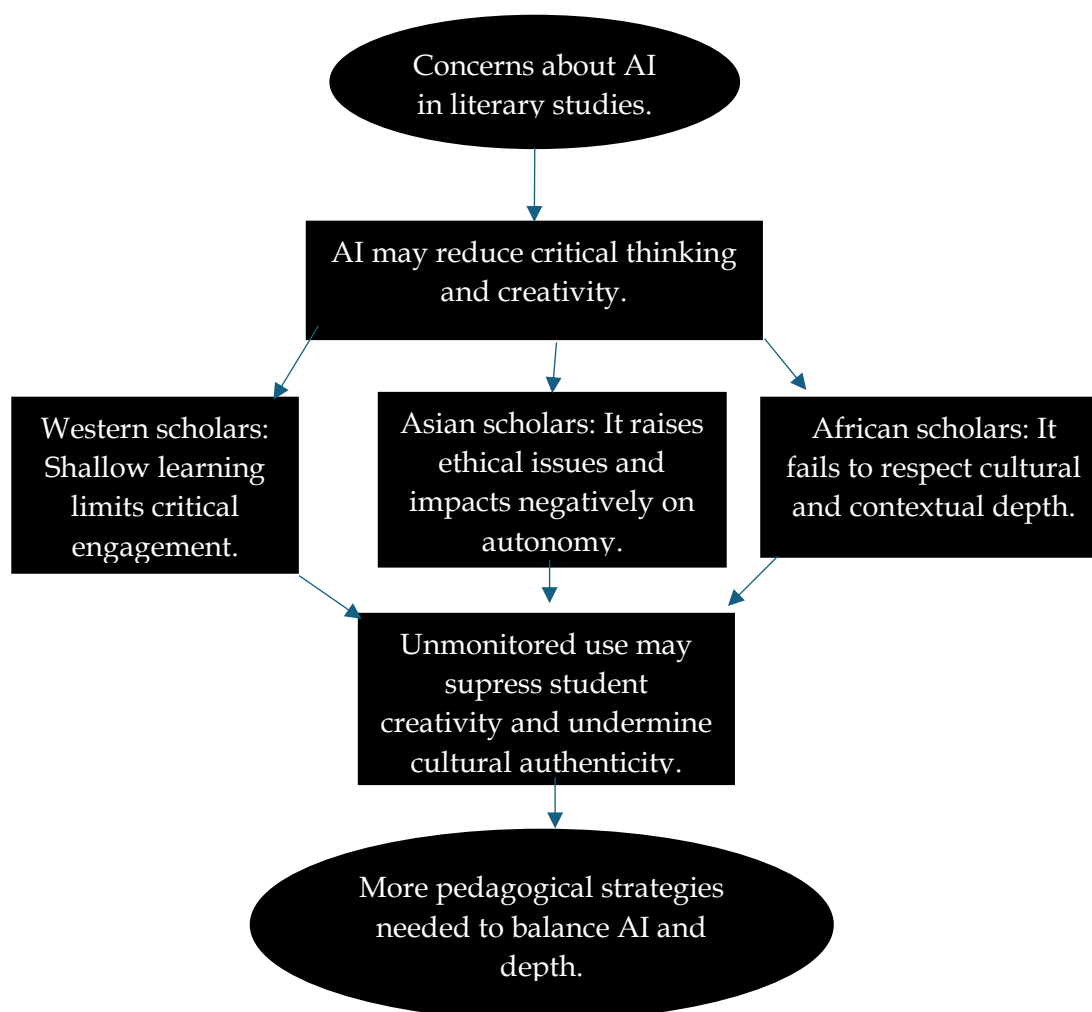 Concerns about AI
in literary studies.
AI may reduce critical thinking
and creativity.
Western scholars:
Shallow learning
limits critical
engagement.
Asian scholars: It raises
ethical issues and
impacts negatively on
autonomy.
African scholars: It
fails to respect cultural
and contextual depth.
Unmonitored use may
supress student
creativity and undermine
cultural authenticity.
More pedagogical strategies
needed to balance AI and
depth.